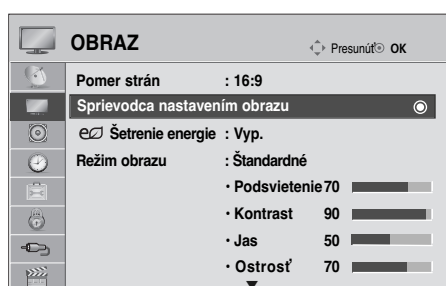 OBRAZ
Presunúť OK
Pomer strán : 16:9
Sprievodca nastavením obrazu
Šetrenie energie : Vyp.
Režim obrazu : Štandardné
• Podsvietenie 70
• Kontrast 90
• Jas 50
• Ostrosť 70